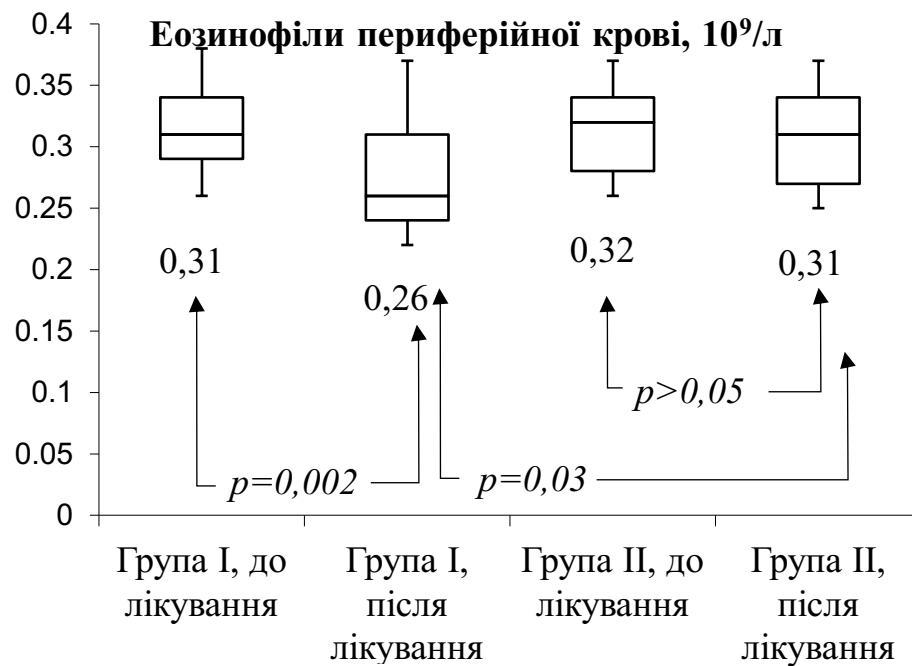 Еозинофіли периферійної крові, 10⁹/л
0.4
0.35
0.3
0.25
0.2
0.15
0.1
0.05
0
0,31
0,26
0,32
0,31
p=0,002
p=0,03
p>0,05
Група I, до
лікування
Група I,
після
лікування
Група II, до
лікування
Група II,
після
лікування